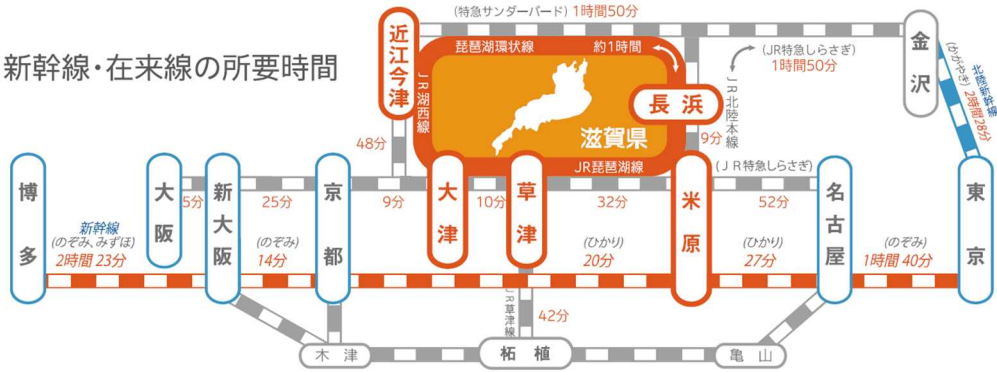 新幹線・在来線の所要時間
(特急サンダーバード) 1時間50分
近江今津
琵琶湖環状線
約1時間
(JR特急しらさぎ)
1時間50分
金沢
(かがやき)
北陸新幹線
2時間28分
JR湖西線
長浜
JR北陸本線
滋賀県
48分
9分
JR琵琶湖線
(JR特急しらさぎ)
博多
大阪
5分
新大阪
25分
京都
9分
大津
10分
草津
32分
米原
52分
名古屋
東京
新幹線
(のぞみ、みずほ)
2時間 23分
(のぞみ)
14分
(ひかり)
20分
(ひかり)
27分
(のぞみ)
1時間 40分
JR草津線
42分
木津
柘植
亀山